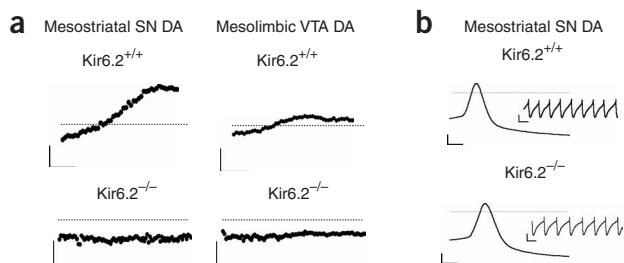 a
Mesostriatal SN DA
Mesolimbic VTA DA
Kir6.2+/+
Kir6.2+/+
Kir6.2−/−
Kir6.2−/−
b
Mesostriatal SN DA
Kir6.2+/+
Kir6.2−/−